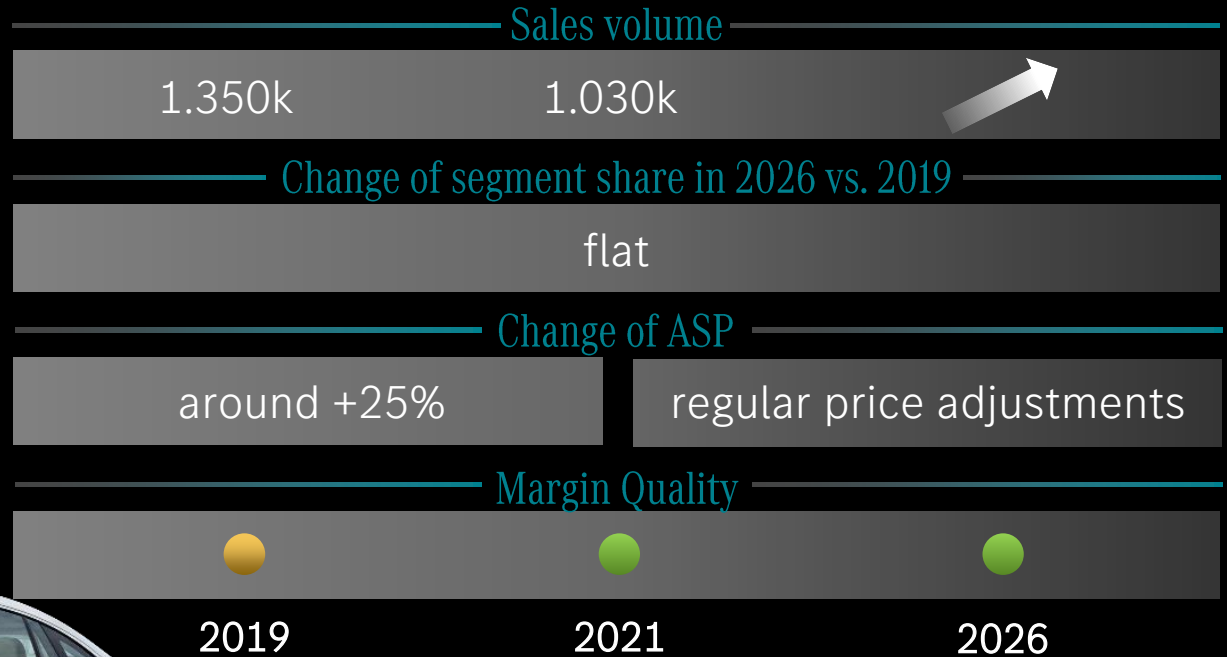 Sales volume
1.350k 1.030k
Change of segment share in 2026 vs. 2019
flat
Change of ASP
around +25% regular price adjustments
Margin Quality
2019 2021 2026